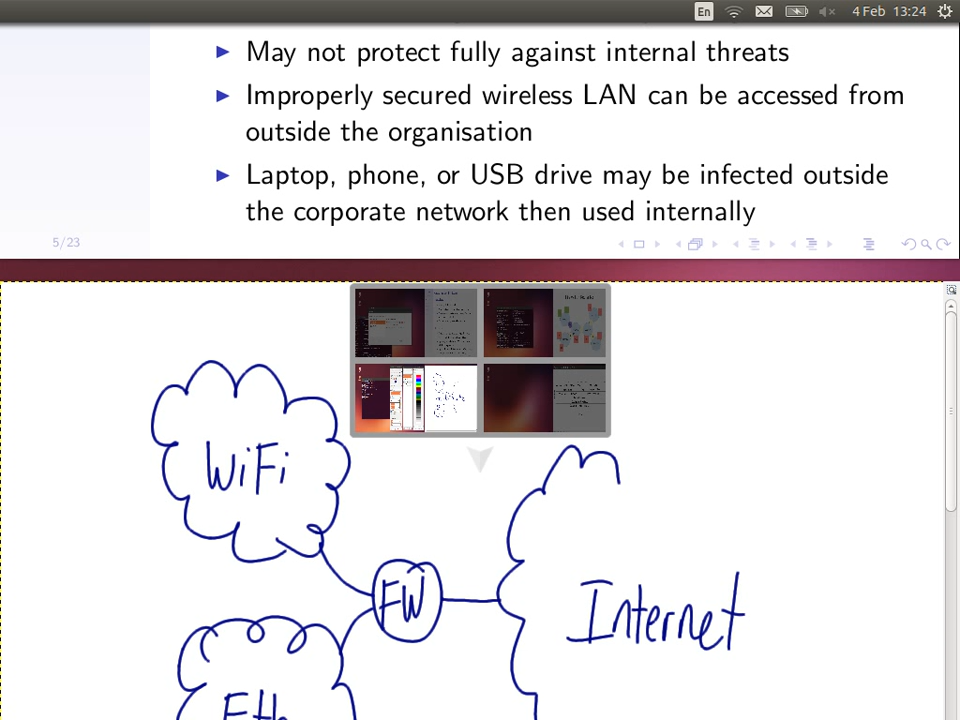 En 4 Feb 13:24
May not protect fully against internal threats
Improperly secured wireless LAN can be accessed from
outside the organisation
Laptop, phone, or USB drive may be infected outside
the corporate network then used internally
5/23
WiFi
FW
Internet
Eth